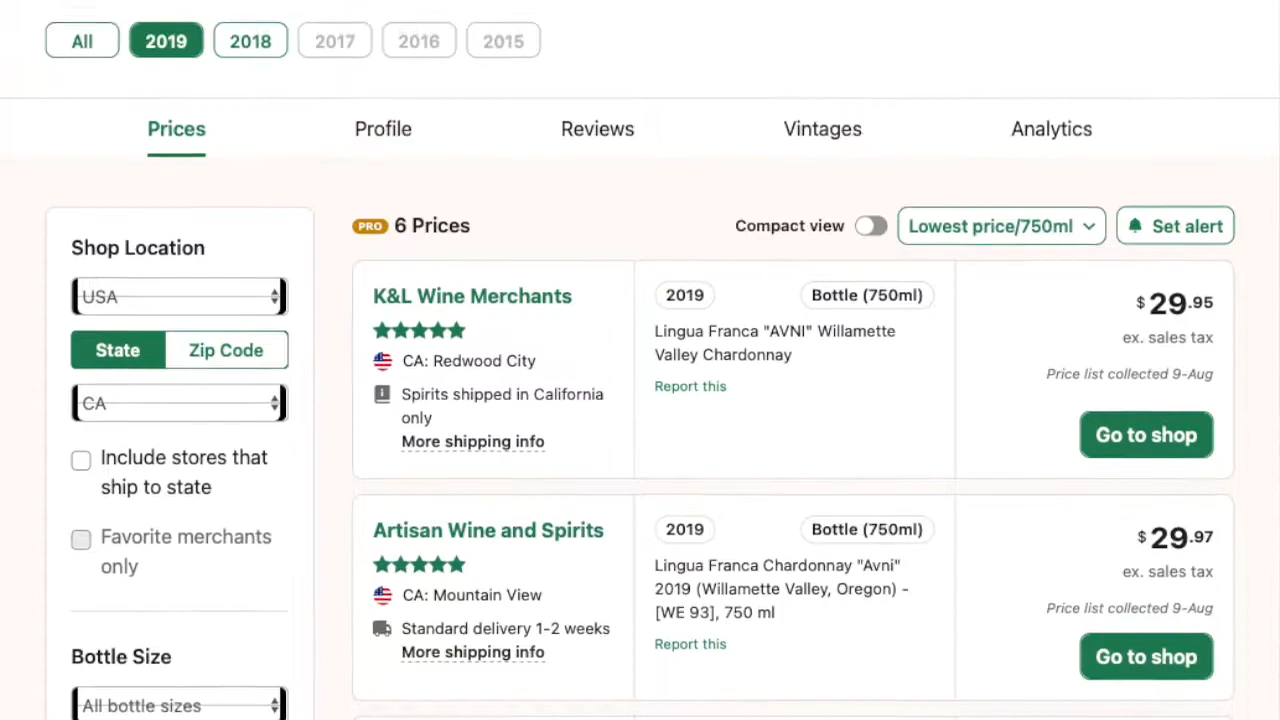 All 2019 2018 2017 2016 2015
Prices Profile Reviews Vintages Analytics
Shop Location
USA
State Zip Code
CA
Include stores that
ship to state
Favorite merchants
only
Bottle Size
All bottle sizes
PRO 6 Prices
Compact view Lowest price/750ml Set alert
K&L Wine Merchants
CA: Redwood City
Spirits shipped in California
only
More shipping info
2019 Bottle (750ml)
Lingua Franca "AVNI" Willamette
Valley Chardonnay
Report this
$29.95
ex. sales tax
Price list collected 9-Aug
Go to shop
Artisan Wine and Spirits
CA: Mountain View
Standard delivery 1-2 weeks
More shipping info
2019 Bottle (750ml)
Lingua Franca Chardonnay "Avni"
2019 (Willamette Valley, Oregon) -
[WE 93], 750 ml
Report this
$29.97
ex. sales tax
Price list collected 9-Aug
Go to shop